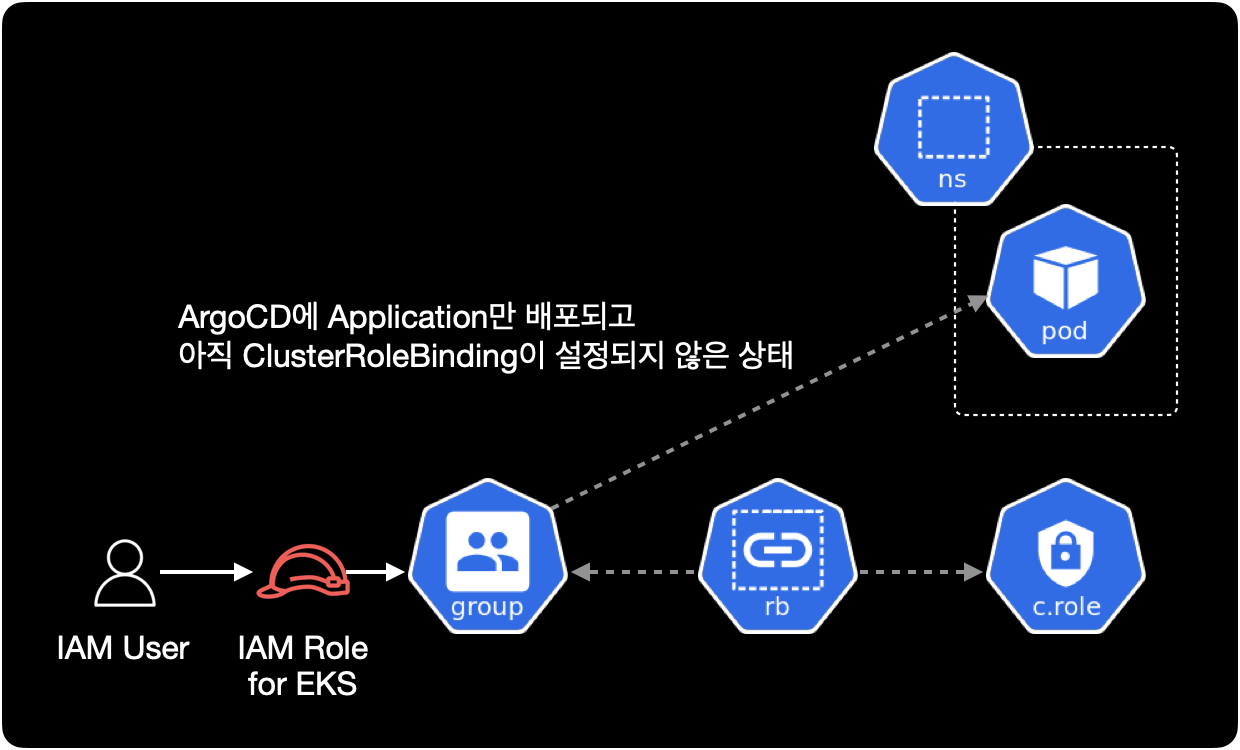 ns
pod
ArgoCD에 Application만 배포되고
아직 ClusterRoleBinding이 설정되지 않은 상태
group
rb
c.role
IAM User
IAM Role
for EKS